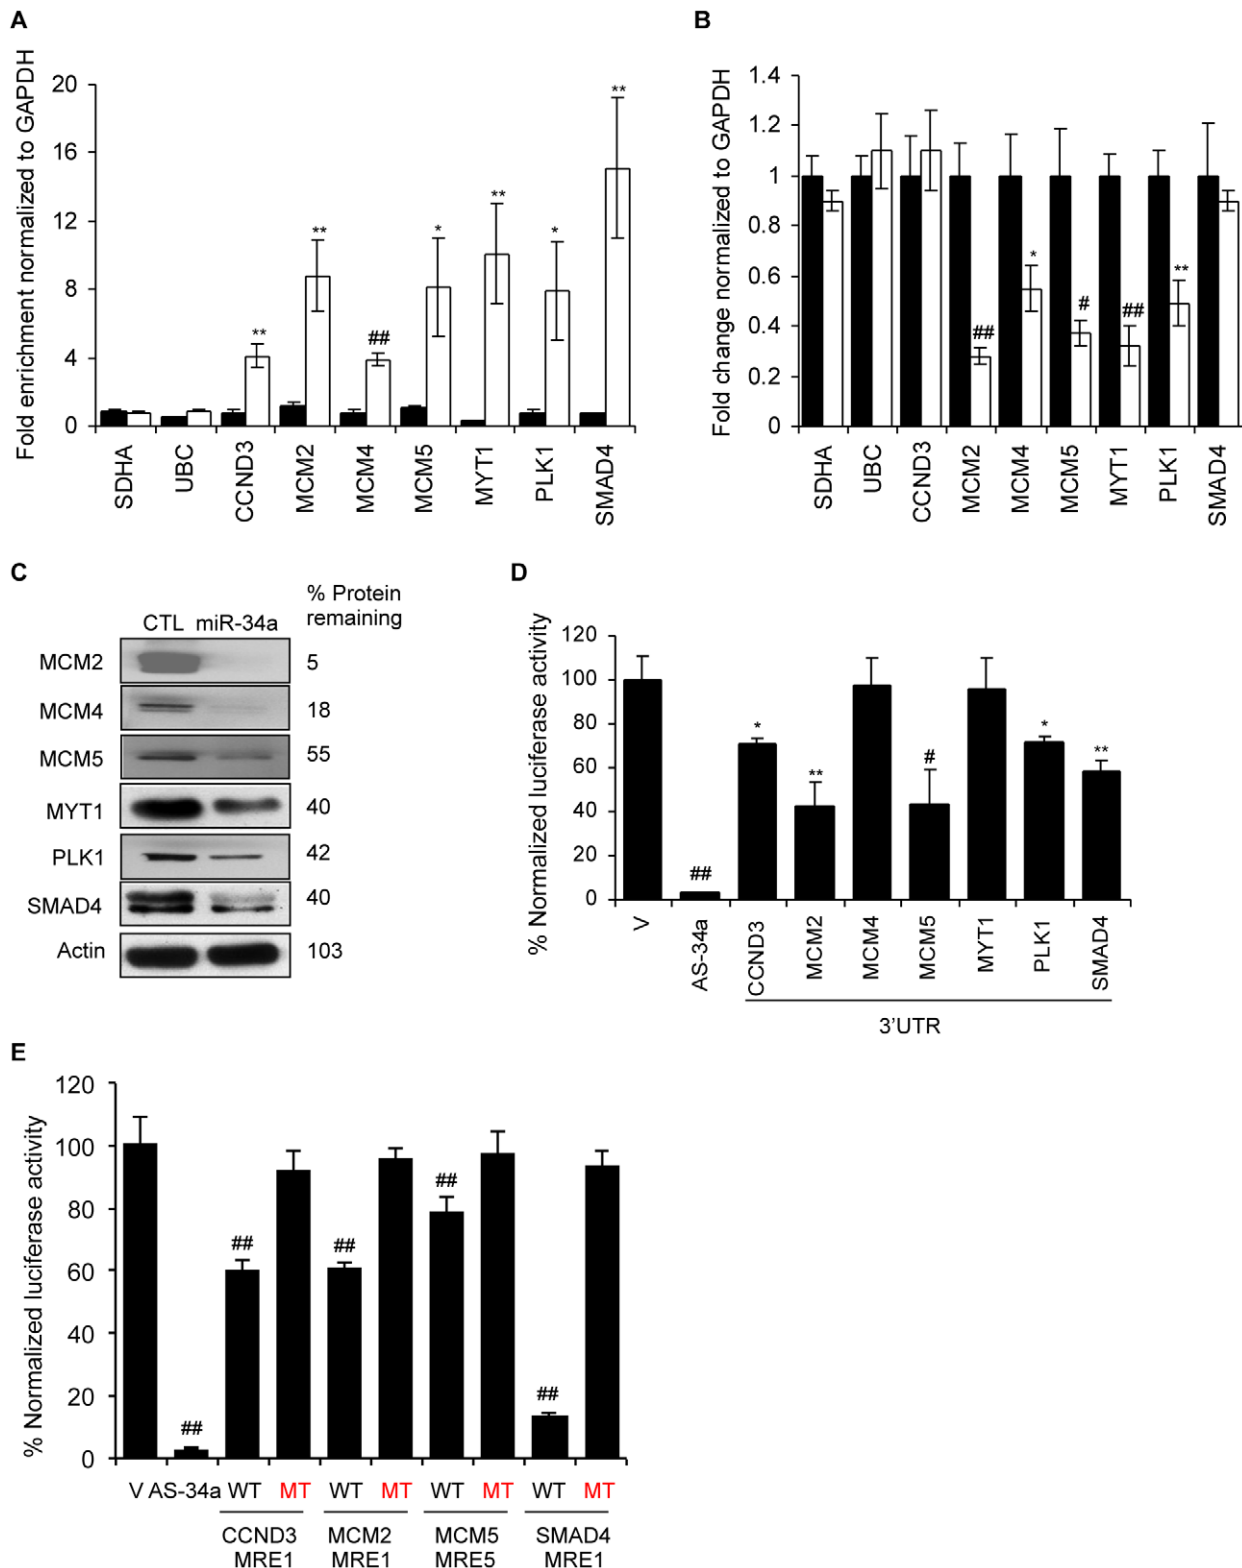 A
Fold enrichment normalized to GAPDH
20
16
12
8
4
0
**
**
##
*
**
*
**
SDHA
UBC
CCND3
MCM2
MCM4
MCM5
MYT1
PLK1
SMAD4
B
Fold change normalized to GAPDH
1.4
1.2
1
0.8
0.6
0.4
0.2
0
##
*
#
##
**
SDHA
UBC
CCND3
MCM2
MCM4
MCM5
MYT1
PLK1
SMAD4
C
% Protein
remaining
CTL miR-34a
MCM2 5
MCM4 18
MCM5 55
MYT1 40
PLK1 42
SMAD4 40
Actin 103
D
% Normalized luciferase activity
120
100
80
60
40
20
0
##
*
**
#
*
**
V
AS-34a
CCND3
MCM2
MCM4
MCM5
MYT1
PLK1
SMAD4
3'UTR
E
% Normalized luciferase activity
120
100
80
60
40
20
0
##
##
##
##
##
V AS-34a WT MT WT MT WT MT WT MT
CCND3 MCM2 MCM5 SMAD4
MRE1 MRE1 MRE5 MRE1